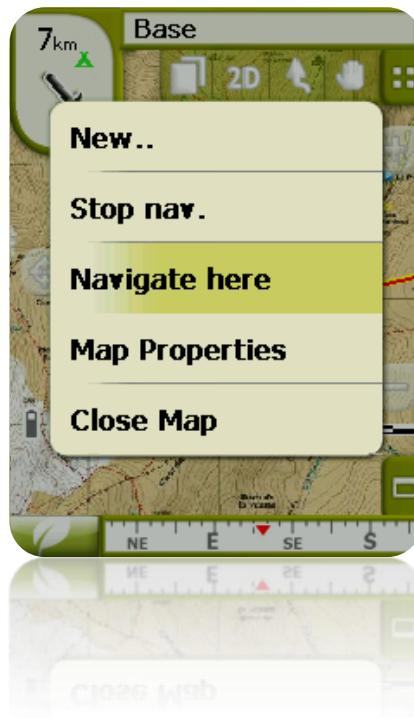 7km
Base
2D
New..
Stop nav.
Navigate here
Map Properties
Close Map
NE E SE S